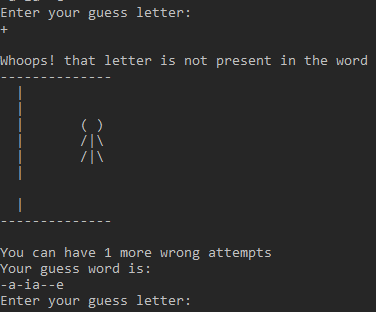 -a-ia--e
Enter your guess letter:
+
Whoops! that letter is not present in the word
--------------
  |
  |
  |       ( )
  |       /|\
  |       /|\
  |

  |
--------------
You can have 1 more wrong attempts
Your guess word is:
-a-ia--e
Enter your guess letter: